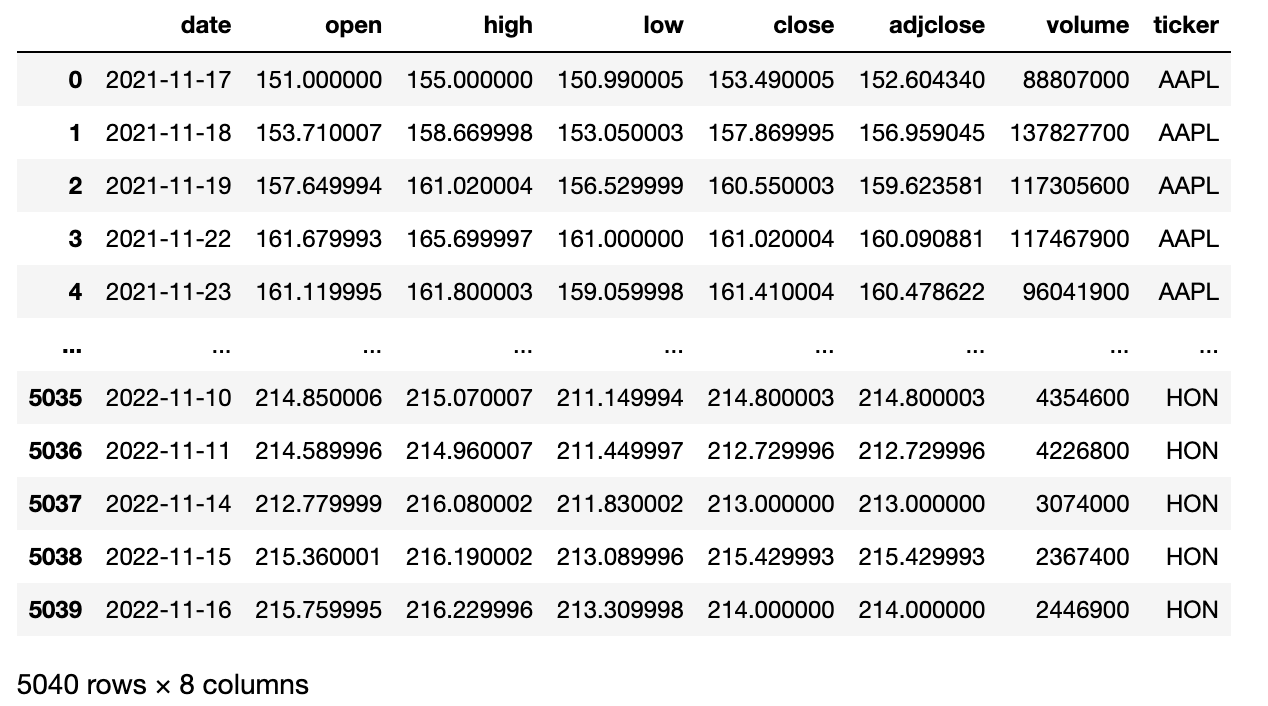 date open high low close adjclose volume ticker
0 2021-11-17 151.000000 155.000000 150.990005 153.490005 152.604340 88807000 AAPL
1 2021-11-18 153.710007 158.669998 153.050003 157.869995 156.959045 137827700 AAPL
2 2021-11-19 157.649994 161.020004 156.529999 160.550003 159.623581 117305600 AAPL
3 2021-11-22 161.679993 165.699997 161.000000 161.020004 160.090881 117467900 AAPL
4 2021-11-23 161.119995 161.800003 159.059998 161.410004 160.478622 96041900 AAPL
... ... ... ... ... ... ... ... ...
5035 2022-11-10 214.850006 215.070007 211.149994 214.800003 214.800003 4354600 HON
5036 2022-11-11 214.589996 214.960007 211.449997 212.729996 212.729996 4226800 HON
5037 2022-11-14 212.779999 216.080002 211.830002 213.000000 213.000000 3074000 HON
5038 2022-11-15 215.360001 216.190002 213.089996 215.429993 215.429993 2367400 HON
5039 2022-11-16 215.759995 216.229996 213.309998 214.000000 214.000000 2446900 HON
5040 rows × 8 columns